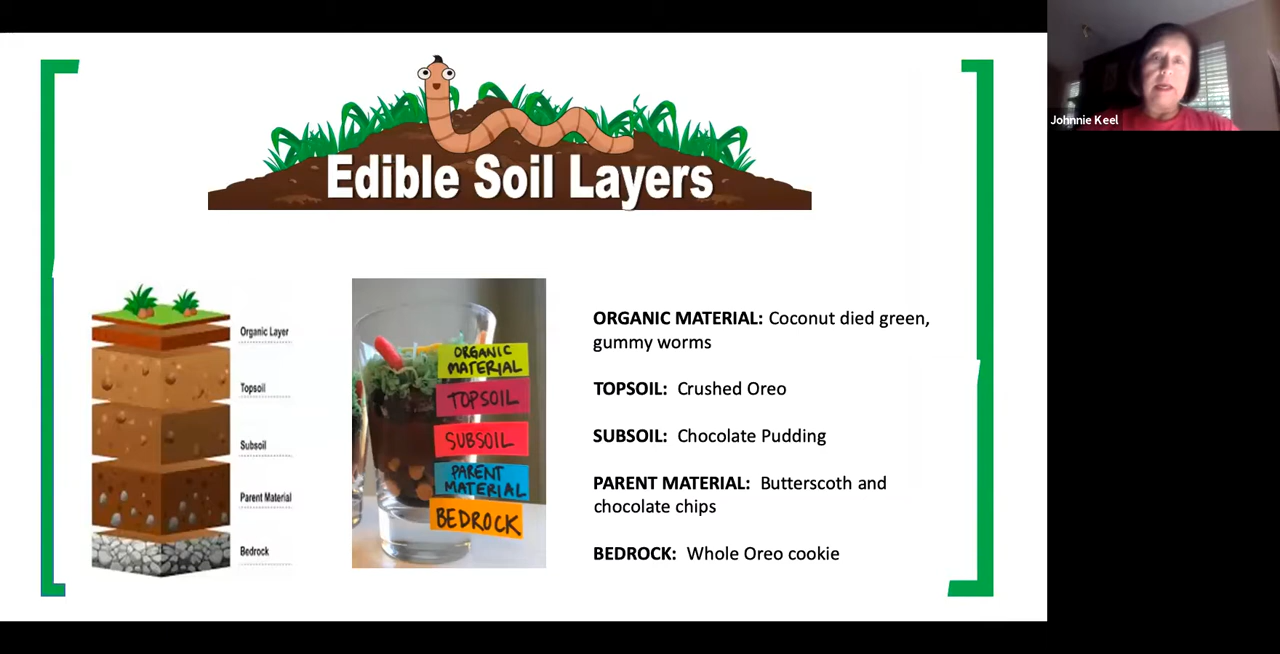 Johnnie Keel
Edible Soil Layers
Organic Layer
Topsoil
Subsoil
Parent Material
Bedrock
ORGANIC
MATERIAL
TOPSOIL
SUBSOIL
PARENT
MATERIAL
BEDROCK
ORGANIC MATERIAL: Coconut died green,
gummy worms
TOPSOIL: Crushed Oreo
SUBSOIL: Chocolate Pudding
PARENT MATERIAL: Butterscoth and
chocolate chips
BEDROCK: Whole Oreo cookie